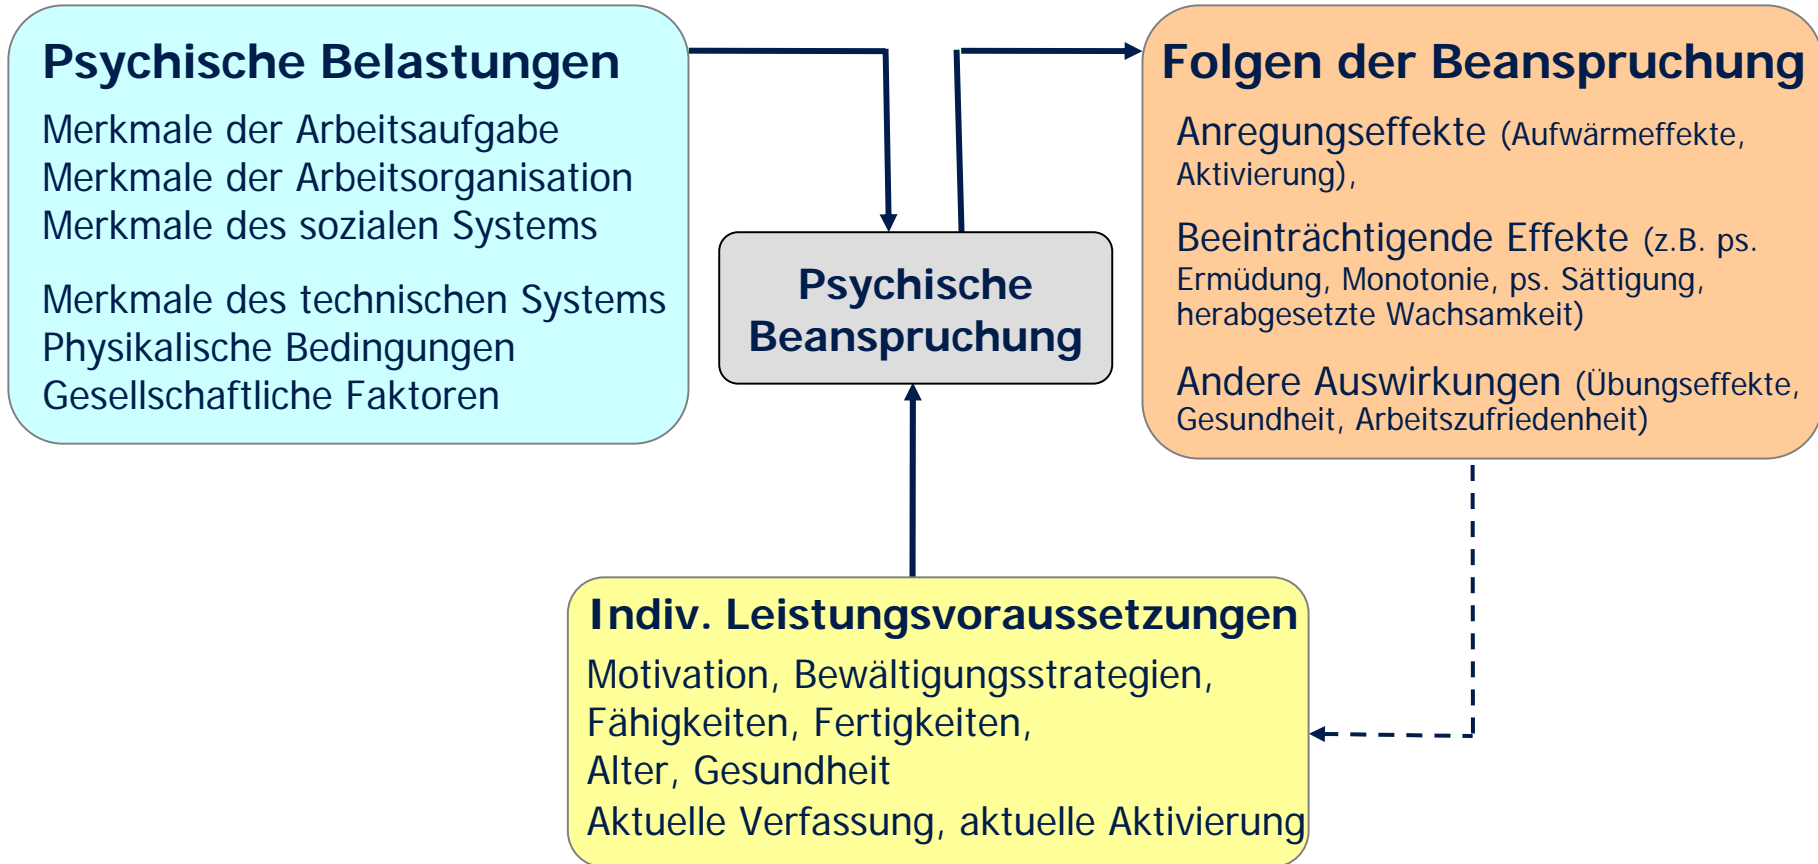 Psychische Belastungen
Merkmale der Arbeitsaufgabe
Merkmale der Arbeitsorganisation
Merkmale des sozialen Systems
Merkmale des technischen Systems
Physikalische Bedingungen
Gesellschaftliche Faktoren
Psychische
Beanspruchung
Folgen der Beanspruchung
Anregungseffekte (Aufwärmeffekte,
Aktivierung),
Beeinträchtigende Effekte (z.B. ps.
Ermüdung, Monotonie, ps. Sättigung,
herabgesetzte Wachsamkeit)
Andere Auswirkungen (Übungseffekte,
Gesundheit, Arbeitszufriedenheit)
Indiv. Leistungsvoraussetzungen
Motivation, Bewältigungsstrategien,
Fähigkeiten, Fertigkeiten,
Alter, Gesundheit
Aktuelle Verfassung, aktuelle Aktivierung